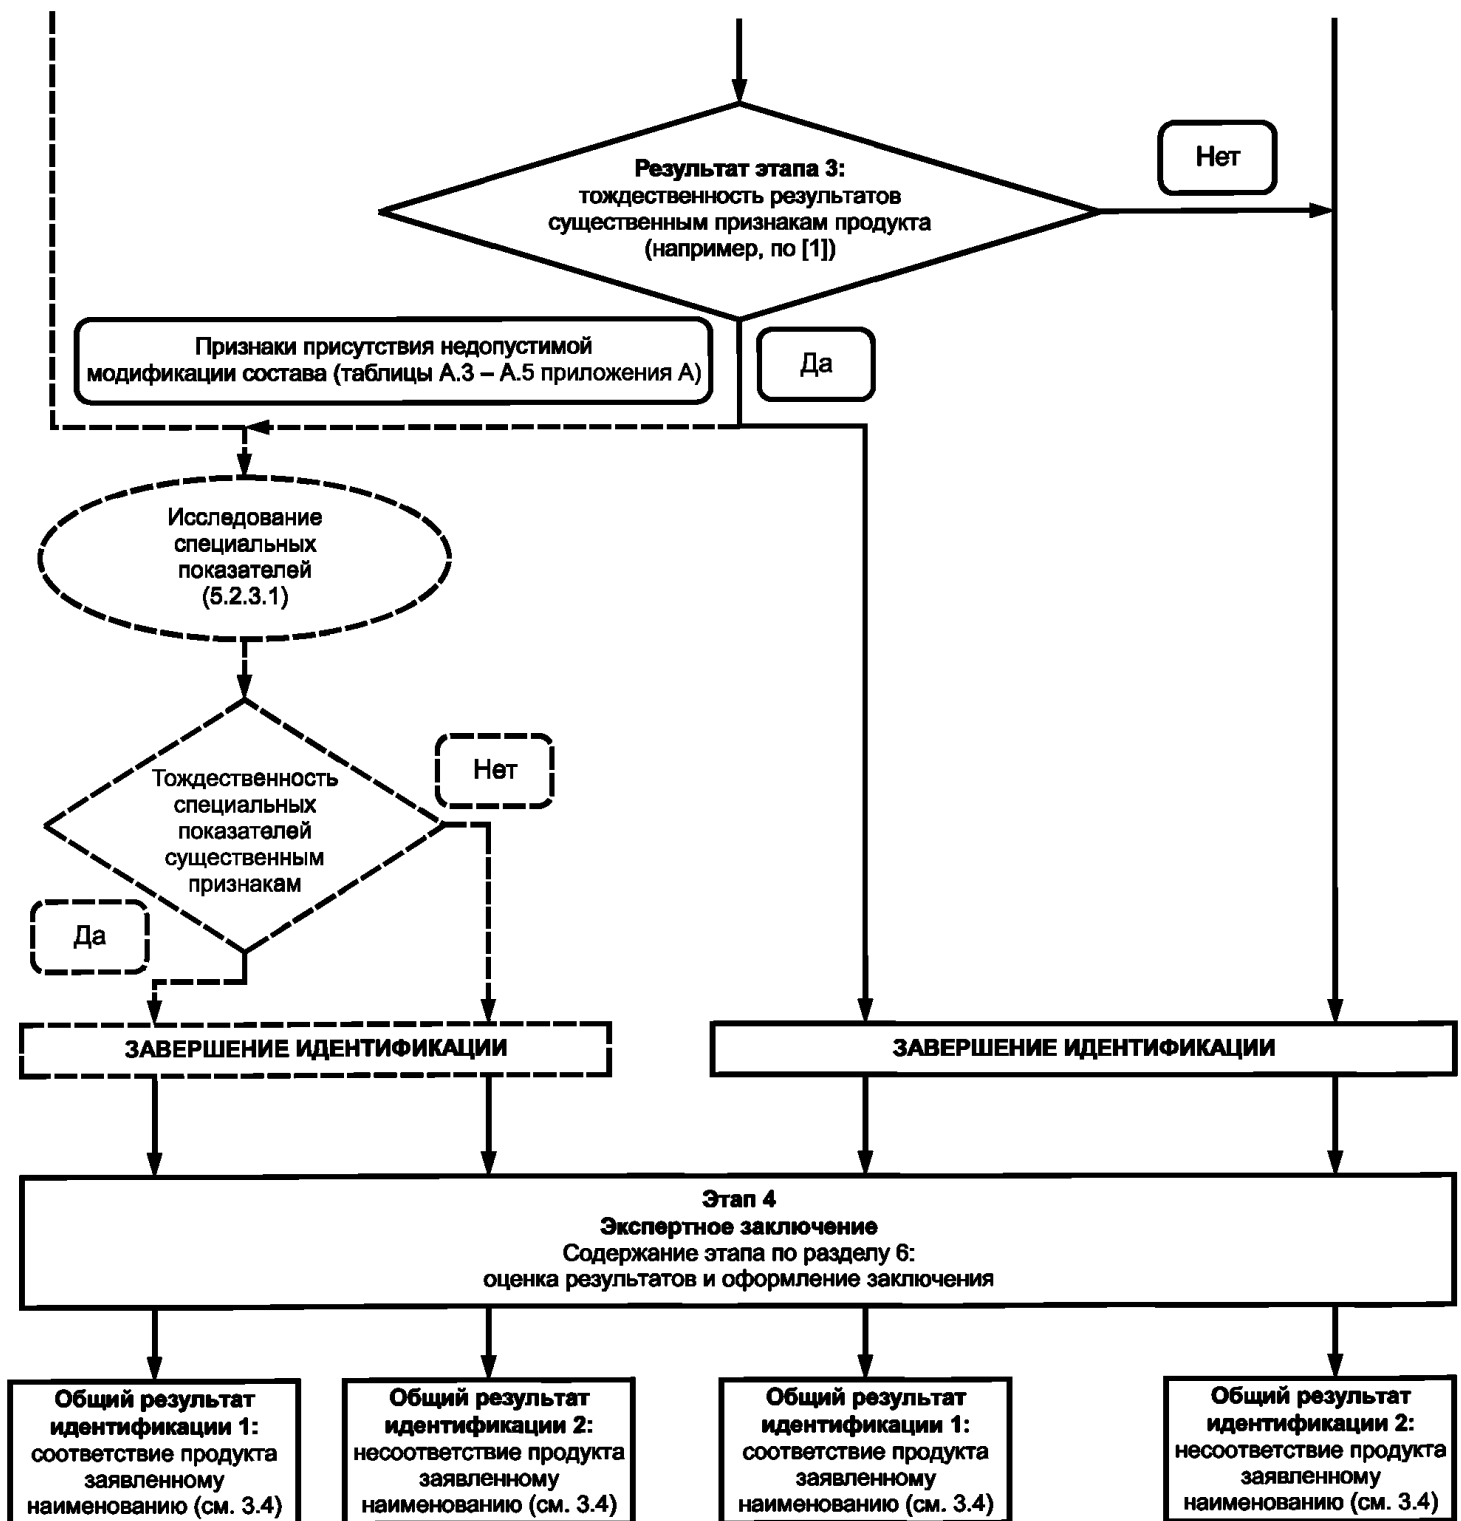 Результат этапа 3:
тождественность результатов
существенным признакам продукта
(например, по [1])
Нет
Признаки присутствия недопустимой
модификации состава (таблицы А.3 – А.5 приложения А)
Да
Исследование
специальных
показателей
(5.2.3.1)
Тождественность
специальных
показателей
существенным
признакам
Нет
Да
ЗАВЕРШЕНИЕ ИДЕНТИФИКАЦИИ
ЗАВЕРШЕНИЕ ИДЕНТИФИКАЦИИ
Этап 4
Экспертное заключение
Содержание этапа по разделу 6:
оценка результатов и оформление заключения
Общий результат
идентификации 1:
соответствие продукта
заявленному
наименованию (см. 3.4)
Общий результат
идентификации 2:
несоответствие продукта
заявленному
наименованию (см. 3.4)
Общий результат
идентификации 1:
соответствие продукта
заявленному
наименованию (см. 3.4)
Общий результат
идентификации 2:
несоответствие продукта
заявленному
наименованию (см. 3.4)